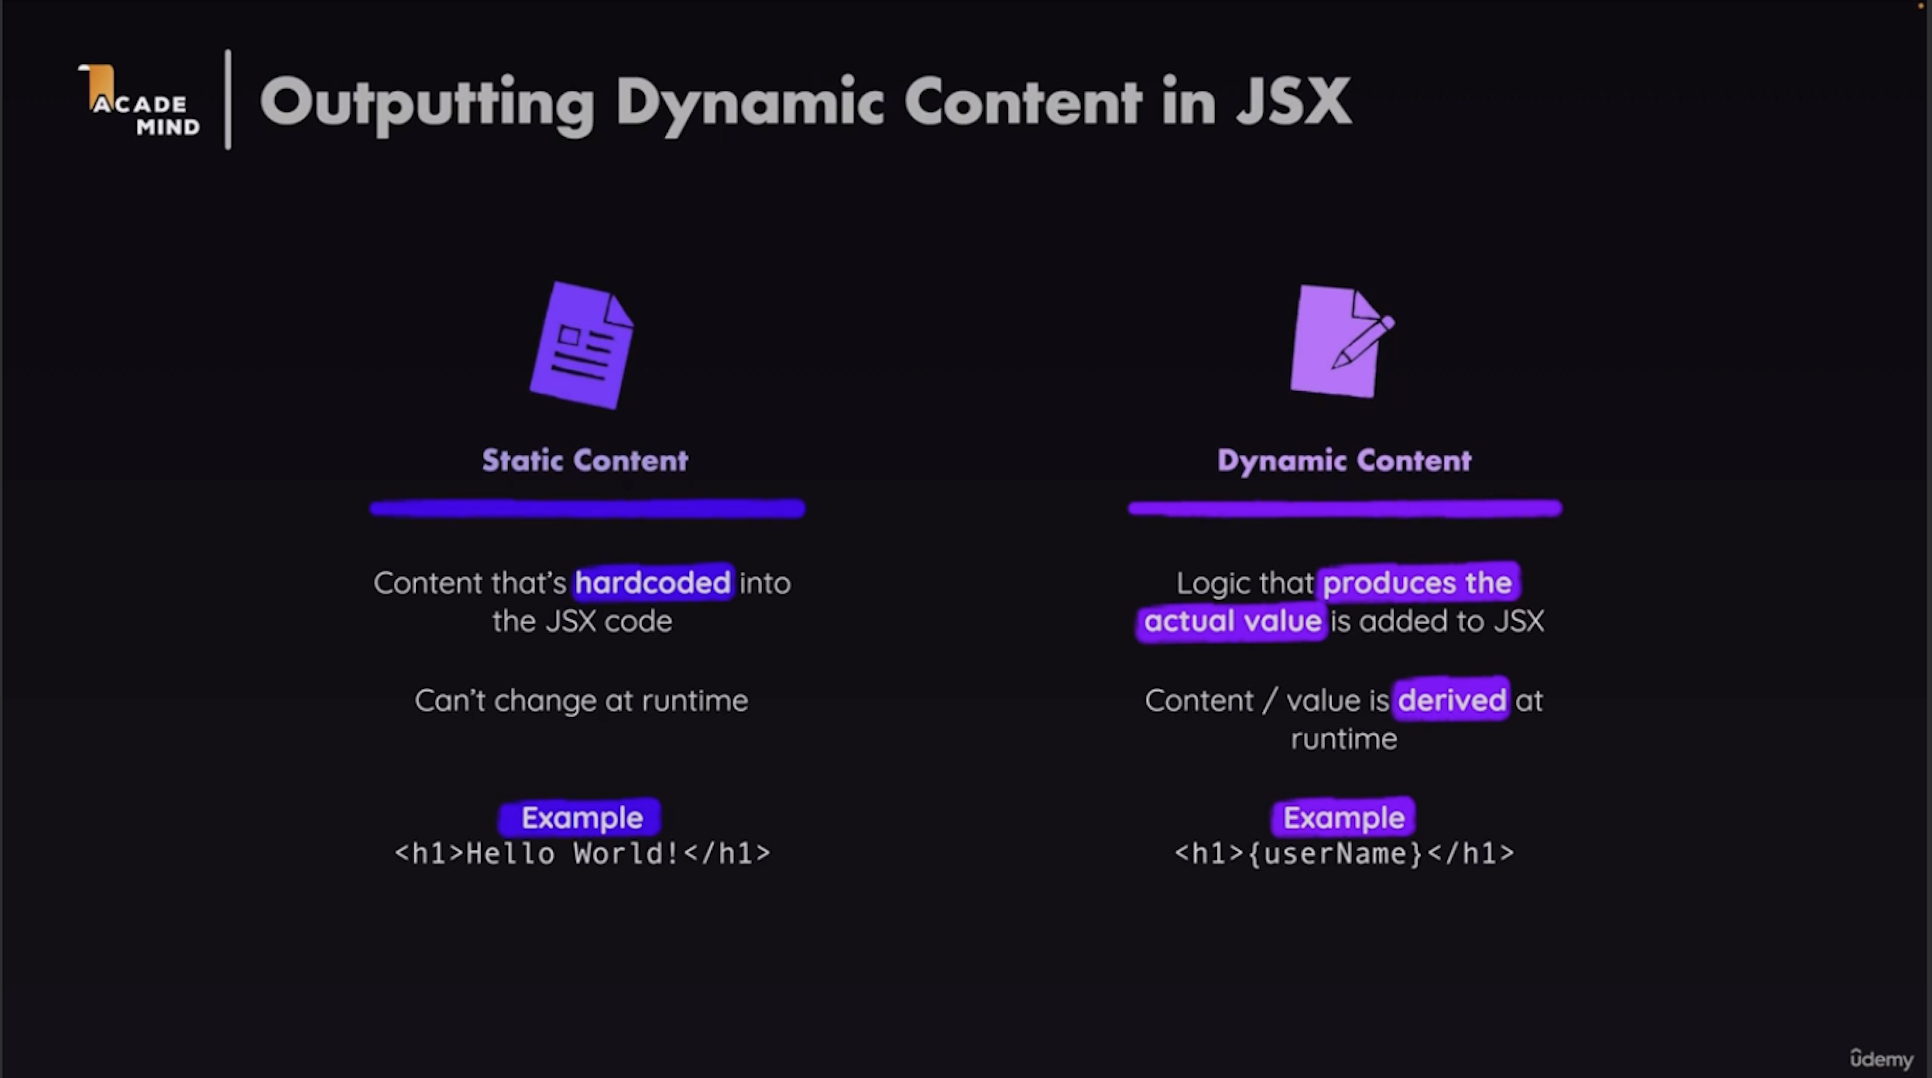 ACADE
MIND
Outputting Dynamic Content in JSX
Static Content
Content that's hardcoded into
the JSX code
Can't change at runtime
Example
<h1>Hello World!</h1>
Dynamic Content
Logic that produces the
actual value is added to JSX
Content / value is derived at
runtime
Example
<h1>{userName}</h1>
ûdemy